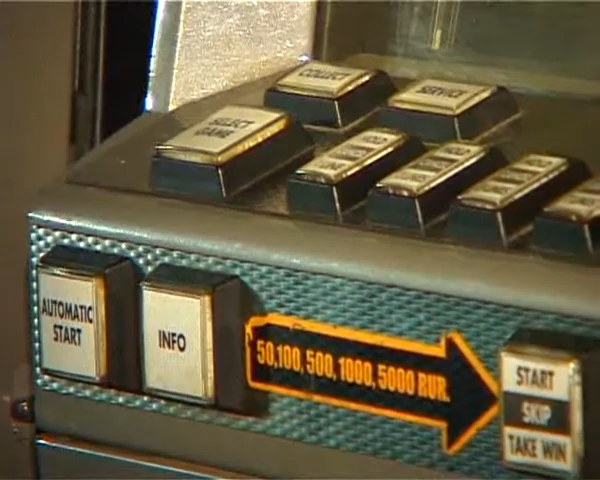 COLLECT
SERVICE
SELECT
GAME
AUTOMATIC
START
INFO
50,100, 500, 1000, 5000 RUR.
START
SKIP
TAKE WIN